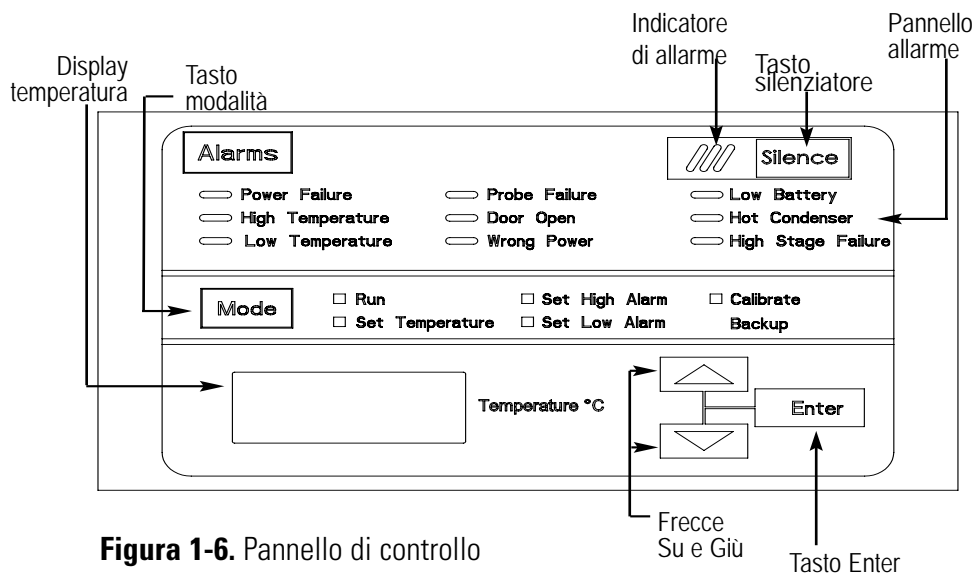 Indicatore
di allarme
Pannello
allarme
Display
temperatura
Tasto
modalità
Tasto
silenziatore
Alarms
Silence
Power Failure
Probe Failure
Low Battery
High Temperature
Door Open
Hot Condenser
Low Temperature
Wrong Power
High Stage Failure
Mode
Run
Set High Alarm
Calibrate
Set Temperature
Set Low Alarm
Backup
Temperature °C
Enter
Frecce
Su e Giù
Tasto Enter
Figura 1-6. Pannello di controllo